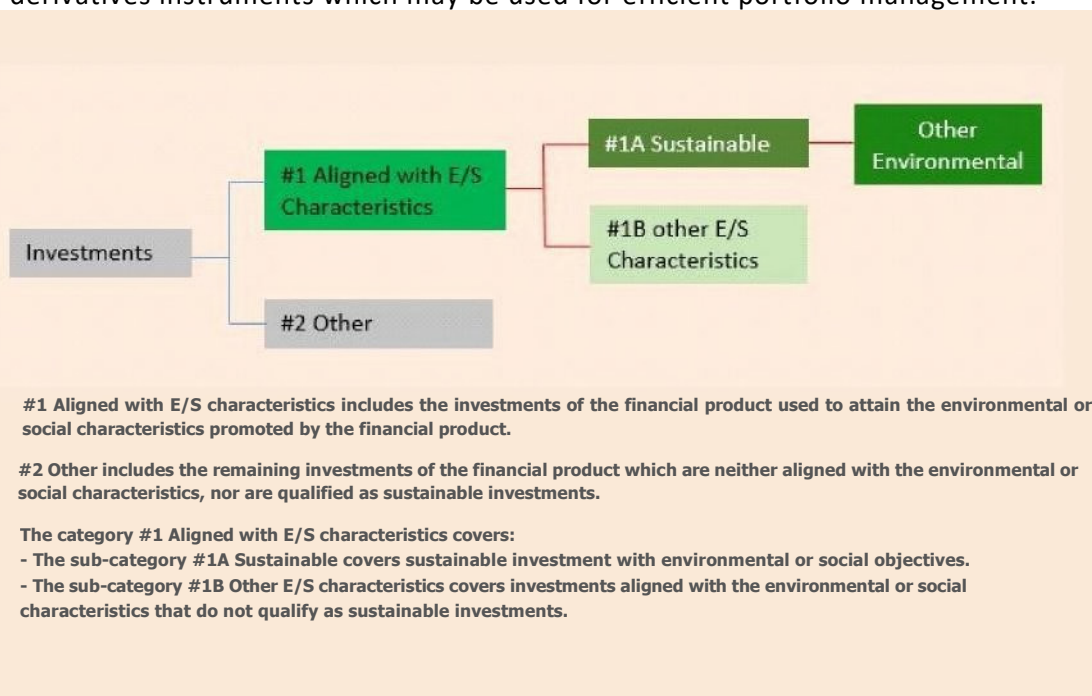 derivatives instruments which may be used for efficient portfolio management.
Investments
#1 Aligned with E/S
Characteristics
#2 Other
#1A Sustainable
#1B other E/S
Characteristics
Other
Environmental
#1 Aligned with E/S characteristics includes the investments of the financial product used to attain the environmental or
social characteristics promoted by the financial product.
#2 Other includes the remaining investments of the financial product which are neither aligned with the environmental or
social characteristics, nor are qualified as sustainable investments.
The category #1 Aligned with E/S characteristics covers:
- The sub-category #1A Sustainable covers sustainable investment with environmental or social objectives.
- The sub-category #1B Other E/S characteristics covers investments aligned with the environmental or social
characteristics that do not qualify as sustainable investments.